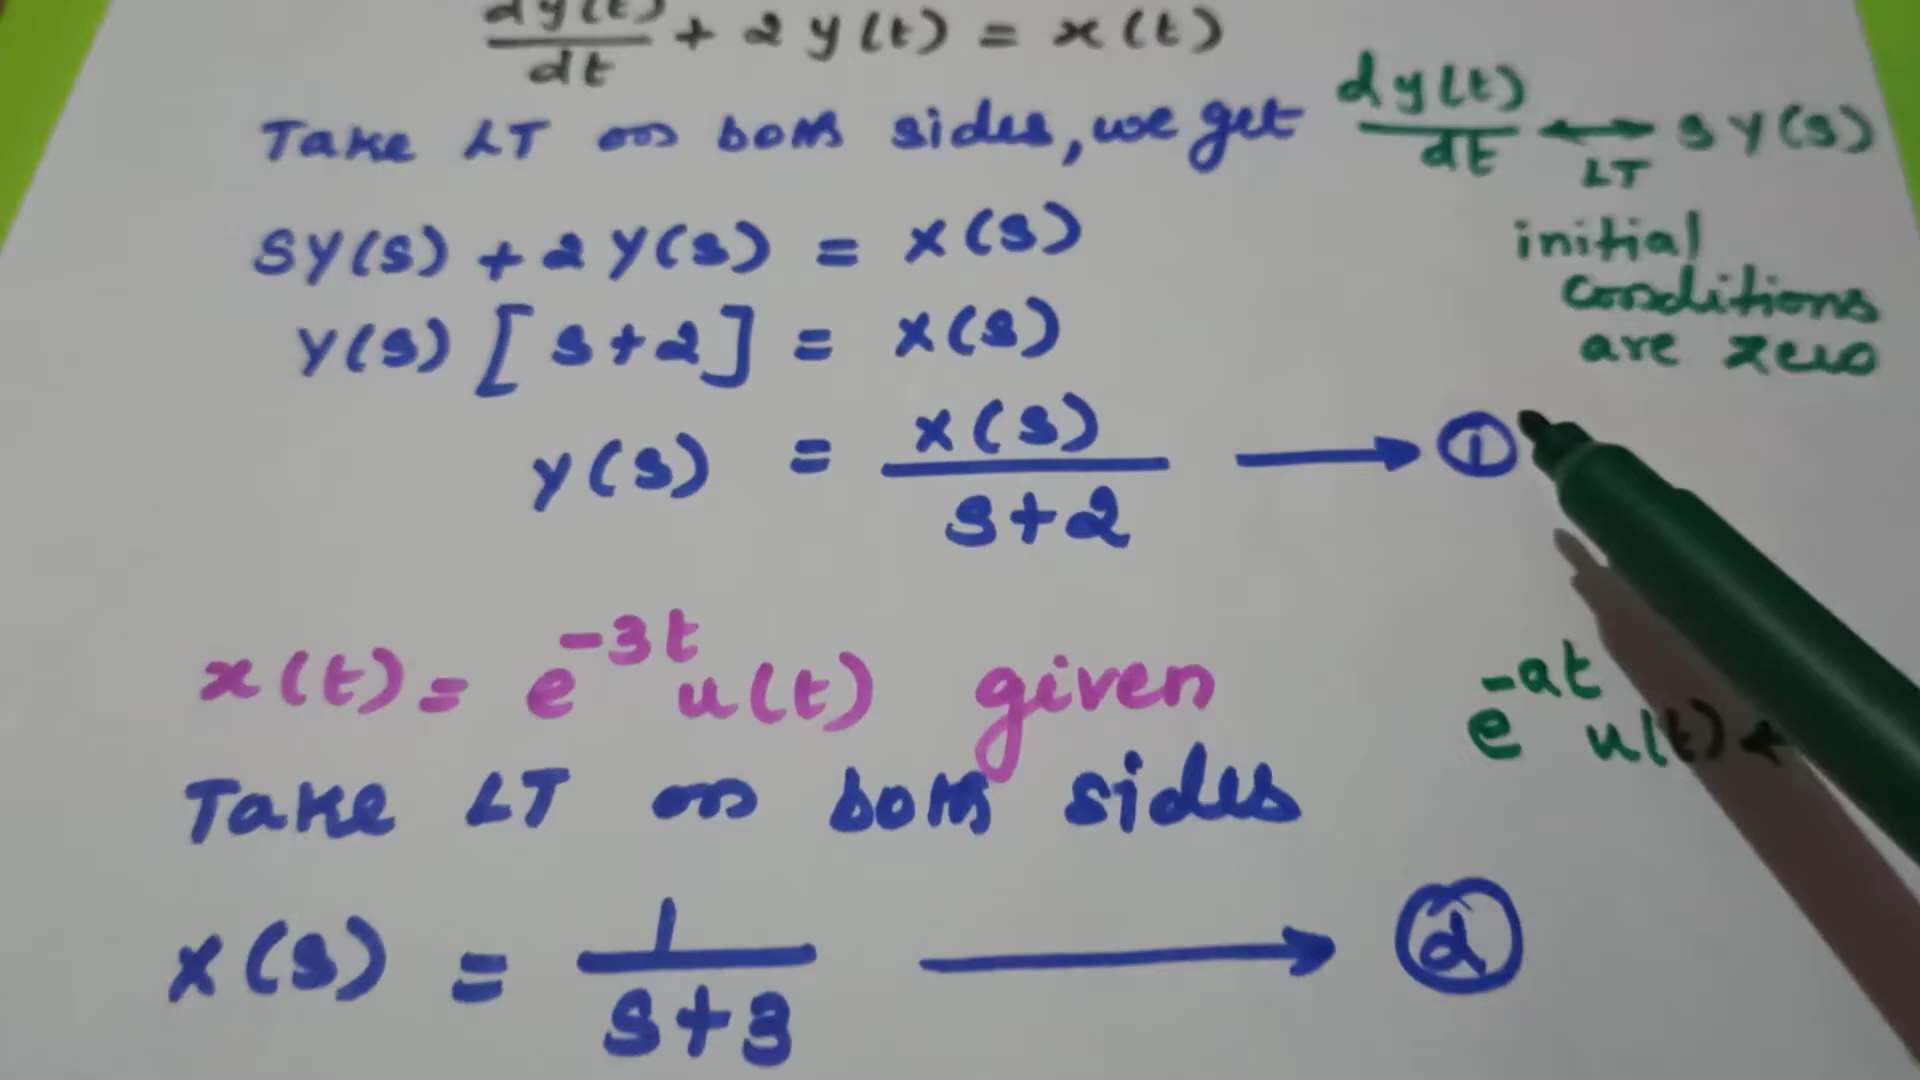 dy(t)/dt + 2y(t) = x(t)
Take LT on both sides, we get
dy(t)/dt ⟷ sY(s)
LT
initial
conditions
are zero
sY(s) + 2Y(s) = X(s)
Y(s) [s+2] = X(s)
Y(s) = X(s)/s+2 → ①
x(t) = e^-3t u(t) given
e^-at u(t)
Take LT on both sides
X(s) = 1/s+3 → ②